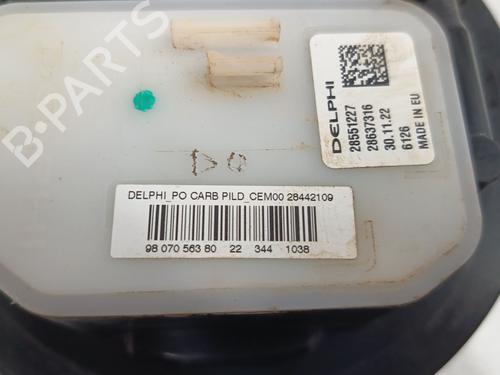 DELPHI
28551227
28637316
30.11.22
6126
MADE IN EU
DELPHI_PO CARB PILD_CEM00 28442109
98 070 563 80 22 344 1038
B-PARTS